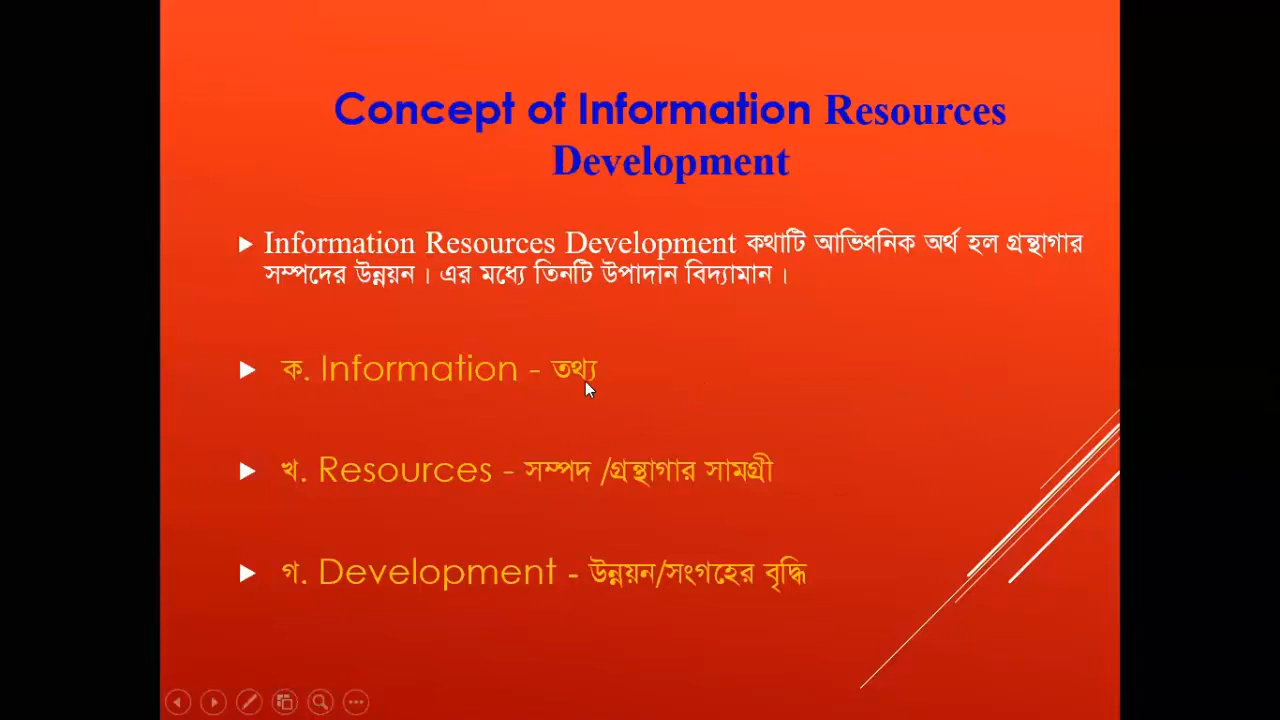 Concept of Information Resources
Development
Information Resources Development কথাটি আভিধনিক অর্থ হল গ্রন্থাগার
সম্পদের উন্নয়ন। এর মধ্যে তিনটি উপাদান বিদ্যামান।
ক. Information - তথ্য
খ. Resources - সম্পদ /গ্রন্থাগার সামগ্রী
গ. Development - উন্নয়ন/সংগহের বৃদ্ধি